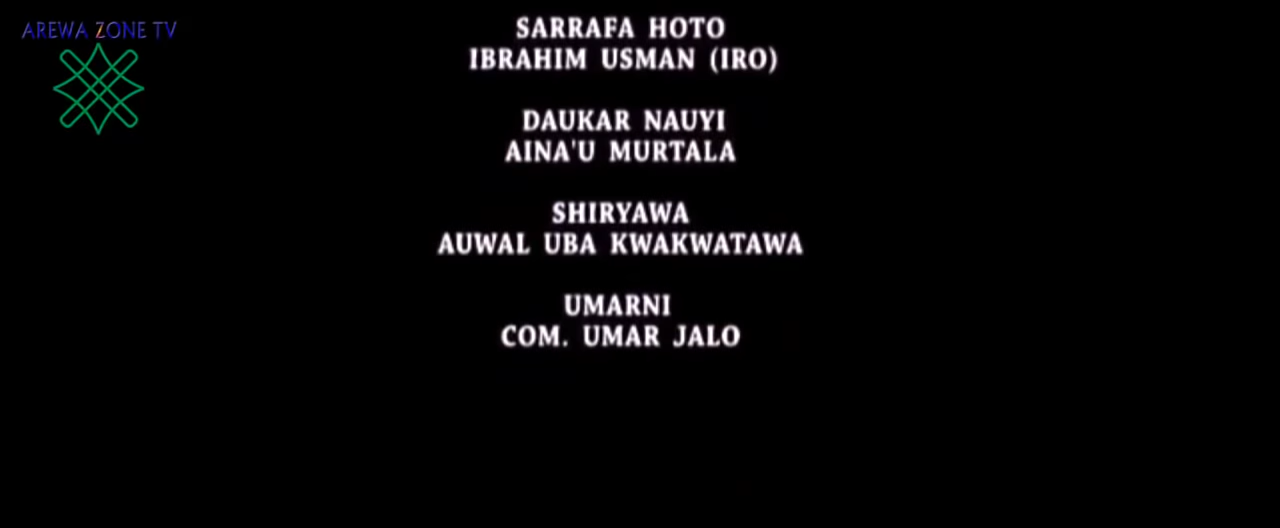 AREWA ZONE TV
SARRAFA HOTO
IBRAHIM USMAN (IRO)
DAUKAR NAUYI
AINA'U MURTALA
SHIRYAWA
AUWAL UBA KWAKWATAWA
UMARNI
COM. UMAR JALO